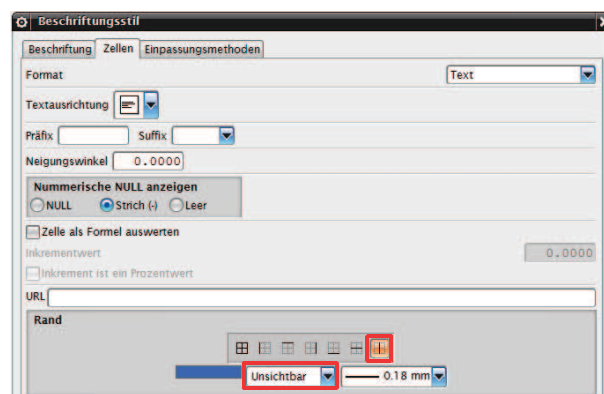 Beschriftungsstil
Beschriftung Zellen Einpassungsmethoden
Format Text
Textausrichtung
Präfix Suffix
Neigungswinkel 0.0000
Nummerische NULL anzeigen
NULL Strich (-) Leer
Zelle als Formel auswerten
Inkrementwert 0.0000
Inkrement ist ein Prozentwert
URL
Rand
Unsichtbar 0.18 mm